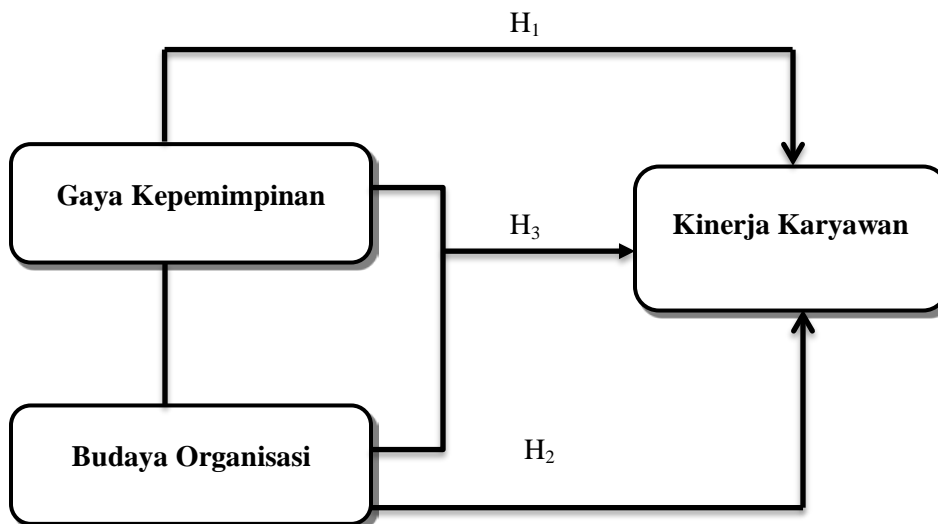 H₁
Gaya Kepemimpinan
Kinerja Karyawan
H₃
Budaya Organisasi
H₂